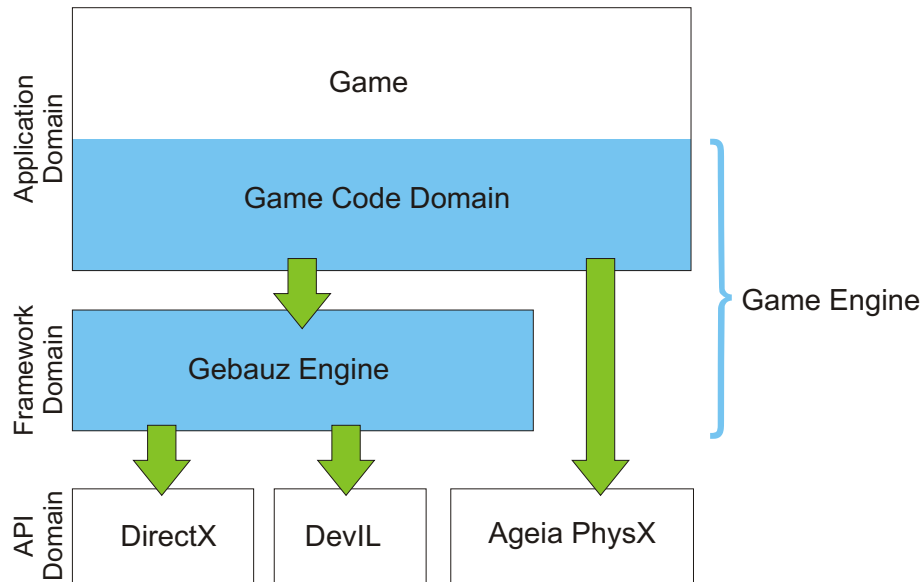 Application
Domain
Game
Game Code Domain
Game Engine
Framework
Domain
Gebauz Engine
API
Domain
DirectX
DevIL
Ageia PhysX